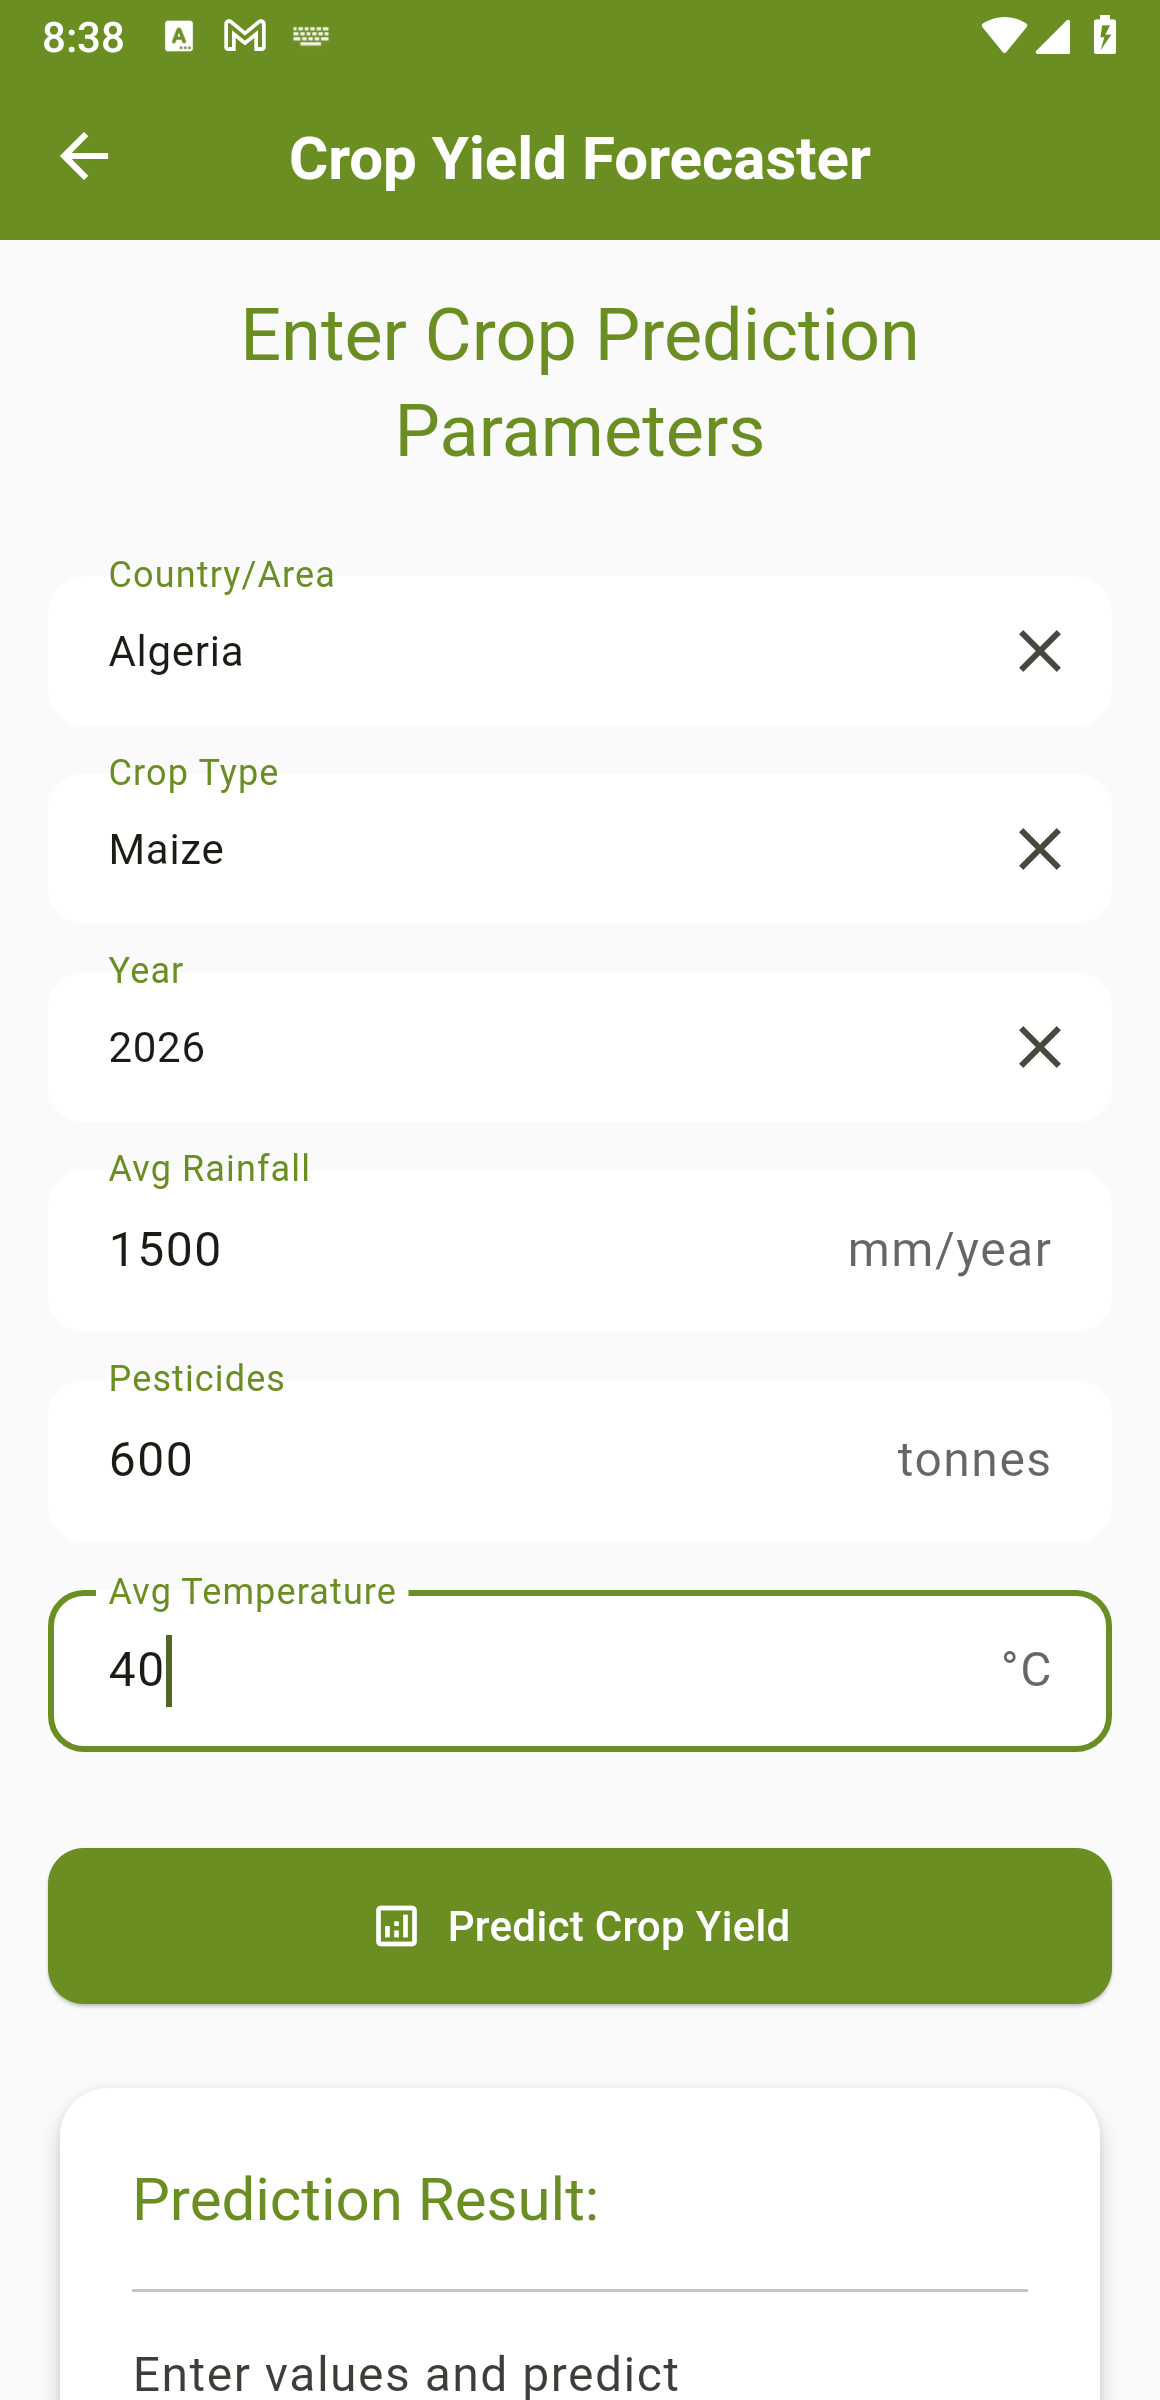 8:38
Crop Yield Forecaster
Enter Crop Prediction
Parameters
Country/Area
Algeria
Crop Type
Maize
Year
2026
Avg Rainfall
1500 mm/year
Pesticides
600 tonnes
Avg Temperature
40 °C
Predict Crop Yield
Prediction Result:
Enter values and predict